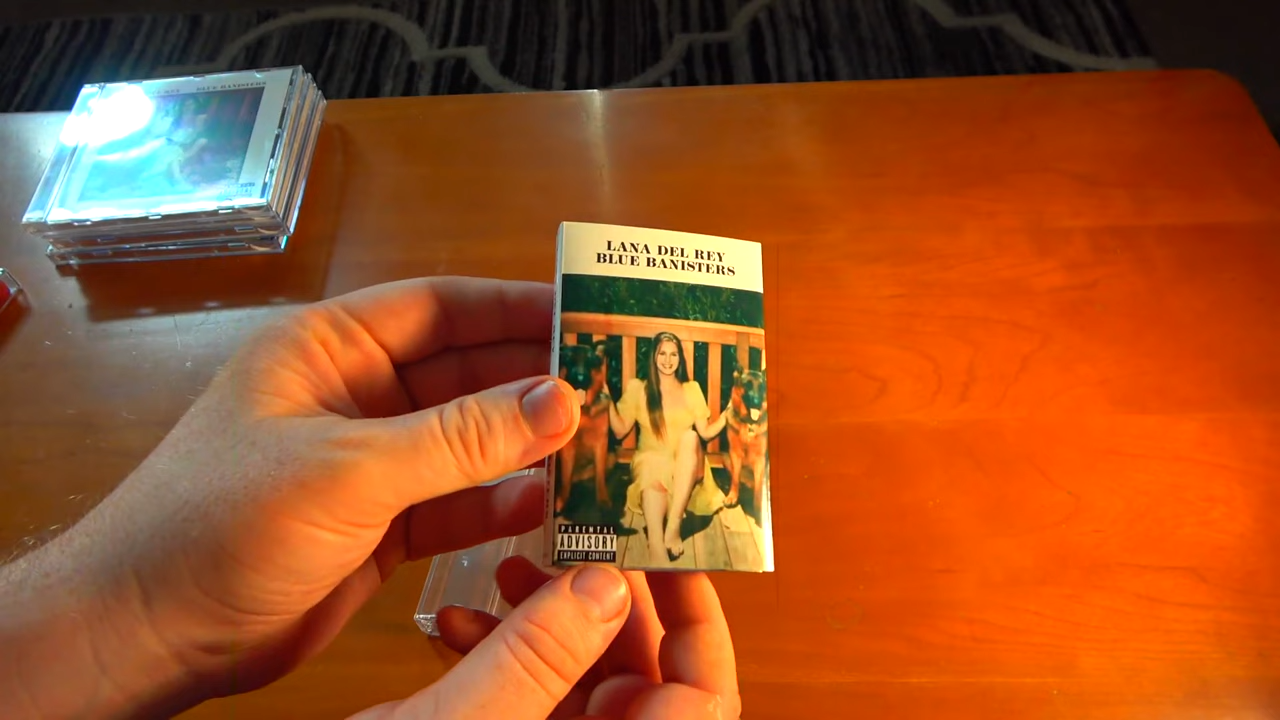 BLUE BANISTERS
LANA DEL REY
BLUE BANISTERS
PARENTAL
ADVISORY
EXPLICIT CONTENT